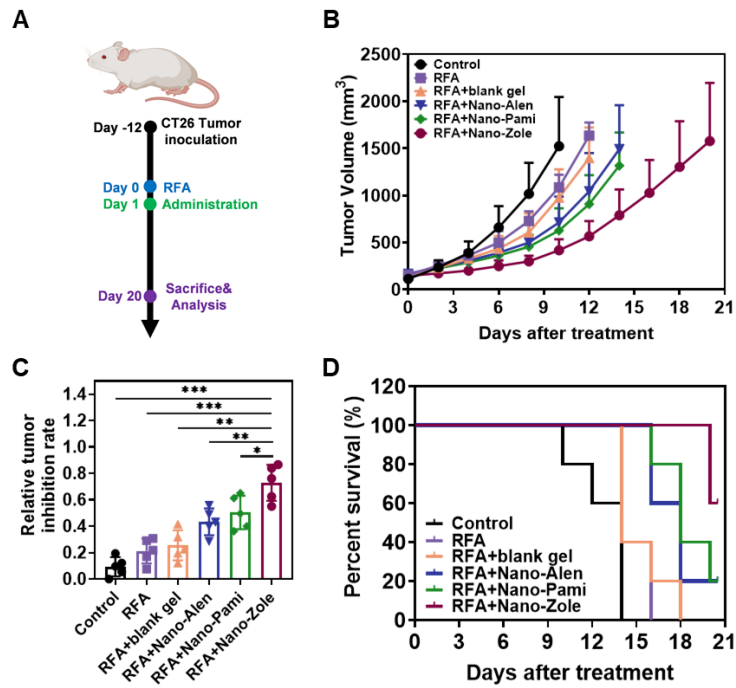 A
Day -12
CT26 Tumor
inoculation
Day 0
RFA
Day 1
Administration
Day 20
Sacrifice&
Analysis
B
Tumor Volume (mm³)
2500
2000
1500
1000
500
0
0 3 6 9 12 15 18 21
Days after treatment
Control
RFA
RFA+blank gel
RFA+Nano-Alen
RFA+Nano-Pami
RFA+Nano-Zole
C
Relative tumor
inhibition rate
1.4
1.2
1.0
0.8
0.6
0.4
0.2
0.0
***
***
**
**
*
Control
RFA
RFA+blank gel
RFA+Nano-Alen
RFA+Nano-Pami
RFA+Nano-Zole
D
Percent survival (%)
120
100
80
60
40
20
0
Control
RFA
RFA+blank gel
RFA+Nano-Alen
RFA+Nano-Pami
RFA+Nano-Zole
0 3 6 9 12 15 18 21
Days after treatment